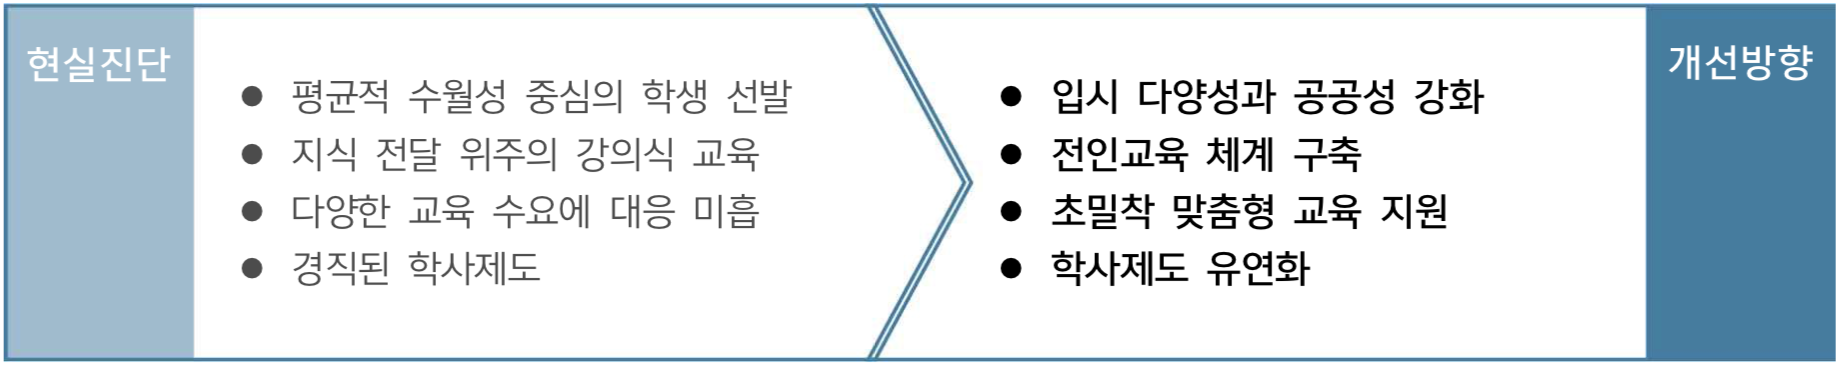 현실진단
● 평균적 수월성 중심의 학생 선발
● 지식 전달 위주의 강의식 교육
● 다양한 교육 수요에 대응 미흡
● 경직된 학사제도
● 입시 다양성과 공공성 강화
● 전인교육 체계 구축
● 초밀착 맞춤형 교육 지원
● 학사제도 유연화
개선방향